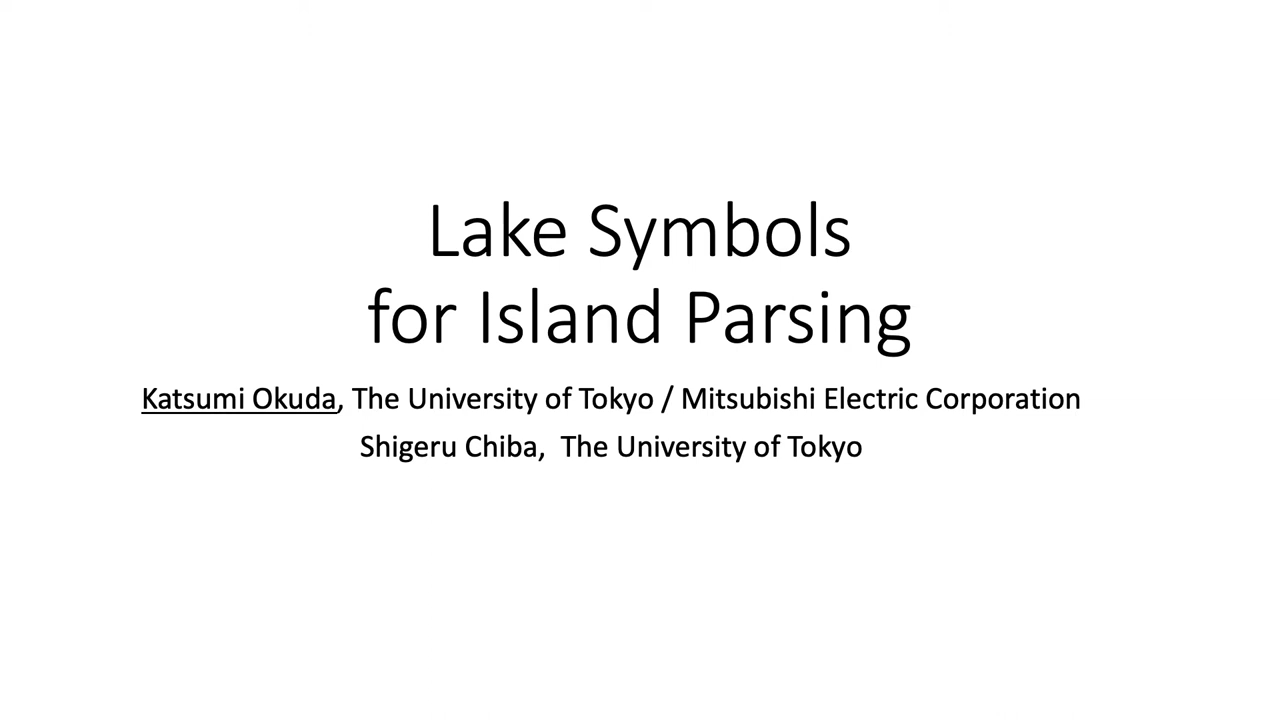 Lake Symbols
for Island Parsing
Katsumi Okuda, The University of Tokyo / Mitsubishi Electric Corporation
Shigeru Chiba, The University of Tokyo